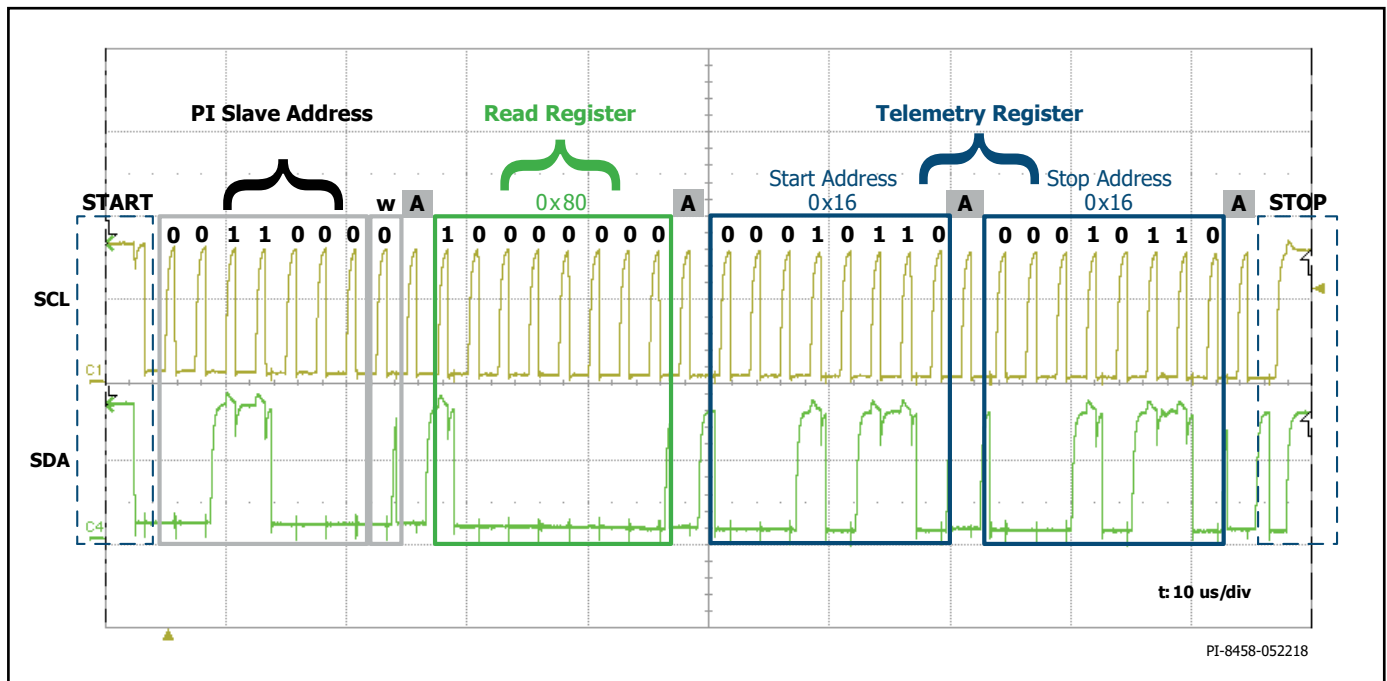 PI Slave Address
Read Register
Telemetry Register
Start Address
Stop Address
START
w
A
0x80
A
0x16
A
0x16
A
STOP
0 0 1 1 0 0 0 0
1 0 0 0 0 0 0 0
0 0 0 1 0 1 1 0
0 0 0 1 0 1 1 0
SCL
C1
SDA
C4
t: 10 us/div
PI-8458-052218